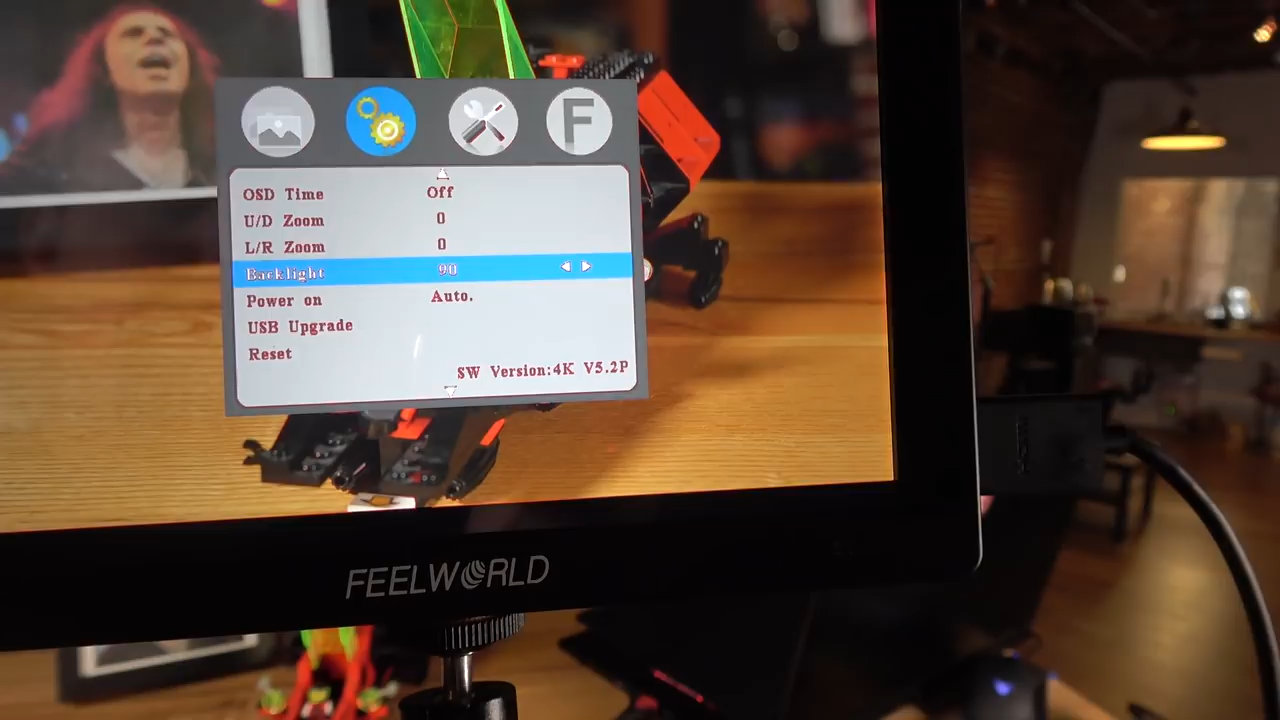 F
OSD Time Off
U/D Zoom 0
L/R Zoom 0
Backlight 90
Power on Auto.
USB Upgrade
Reset
SW Version:4K V5.2P
FEELWORLD